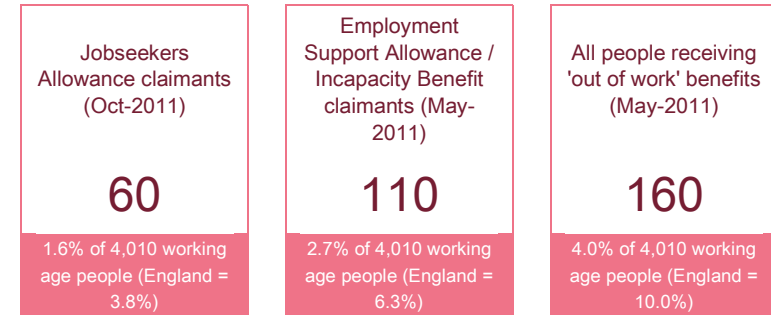 Jobseekers
Allowance claimants
(Oct-2011)
60
1.6% of 4,010 working
age people (England =
3.8%)
Employment
Support Allowance /
Incapacity Benefit
claimants (May-
2011)
110
2.7% of 4,010 working
age people (England =
6.3%)
All people receiving
'out of work' benefits
(May-2011)
160
4.0% of 4,010 working
age people (England =
10.0%)